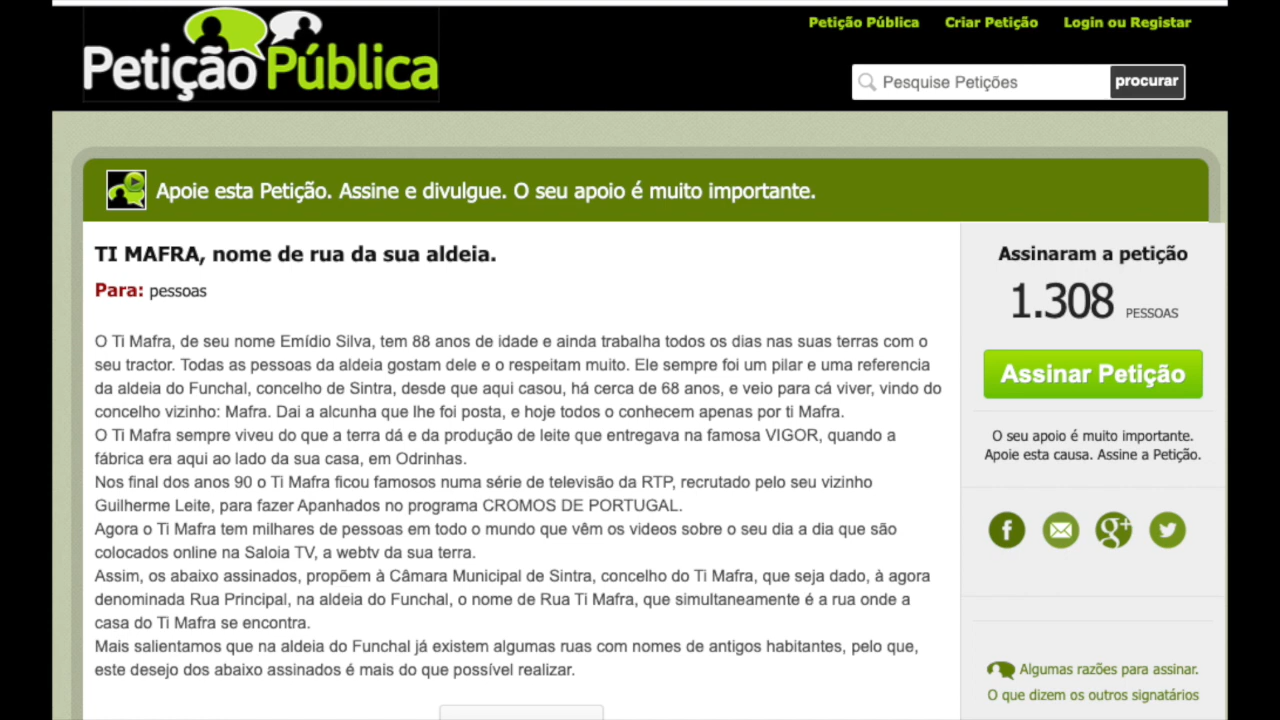 Petição Pública
Petição Pública Criar Petição Login ou Registar
Pesquise Petições procurar
Apoie esta Petição. Assine e divulgue. O seu apoio é muito importante.
TI MAFRA, nome de rua da sua aldeia.
Para: pessoas
O Ti Mafra, de seu nome Emídio Silva, tem 88 anos de idade e ainda trabalha todos os dias nas suas terras com o
seu tractor. Todas as pessoas da aldeia gostam dele e o respeitam muito. Ele sempre foi um pilar e uma referencia
da aldeia do Funchal, concelho de Sintra, desde que aqui casou, há cerca de 68 anos, e veio para cá viver, vindo do
concelho vizinho: Mafra. Dai a alcunha que lhe foi posta, e hoje todos o conhecem apenas por ti Mafra.
O Ti Mafra sempre viveu do que a terra dá e da produção de leite que entregava na famosa VIGOR, quando a
fábrica era aqui ao lado da sua casa, em Odrinhas.
Nos final dos anos 90 o Ti Mafra ficou famosos numa série de televisão da RTP, recrutado pelo seu vizinho
Guilherme Leite, para fazer Apanhados no programa CROMOS DE PORTUGAL.
Agora o Ti Mafra tem milhares de pessoas em todo o mundo que vêm os videos sobre o seu dia a dia que são
colocados online na Saloia TV, a webtv da sua terra.
Assim, os abaixo assinados, propõem à Câmara Municipal de Sintra, concelho do Ti Mafra, que seja dado, à agora
denominada Rua Principal, na aldeia do Funchal, o nome de Rua Ti Mafra, que simultaneamente é a rua onde a
casa do Ti Mafra se encontra.
Mais salientamos que na aldeia do Funchal já existem algumas ruas com nomes de antigos habitantes, pelo que,
este desejo dos abaixo assinados é mais do que possível realizar.
Assinaram a petição
1.308 PESSOAS
Assinar Petição
O seu apoio é muito importante.
Apoie esta causa. Assine a Petição.
Algumas razões para assinar.
O que dizem os outros signatários